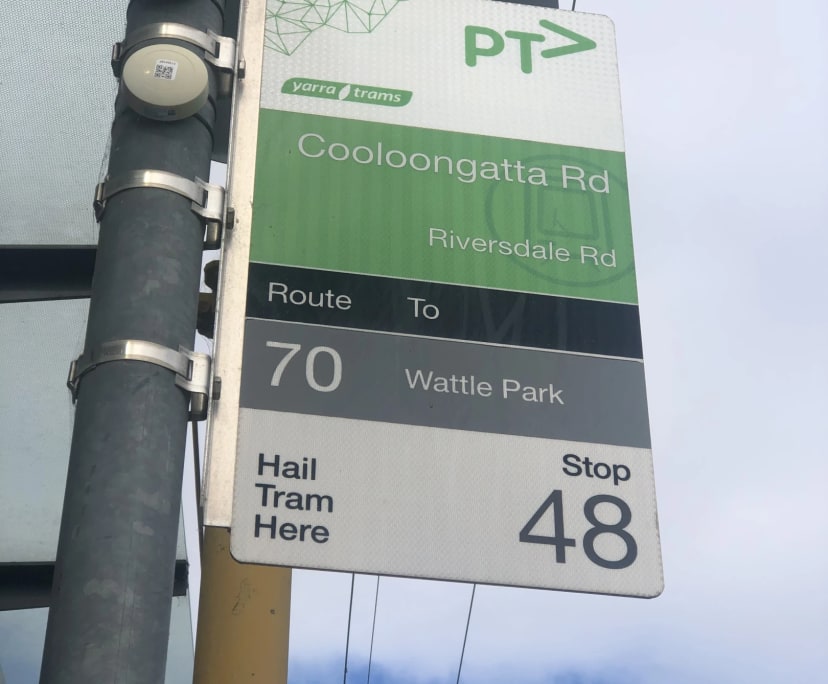 PT>
yarra trams
Cooloongatta Rd
Riversdale Rd
Route To
70 Wattle Park
Hail
Tram
Here
Stop
48